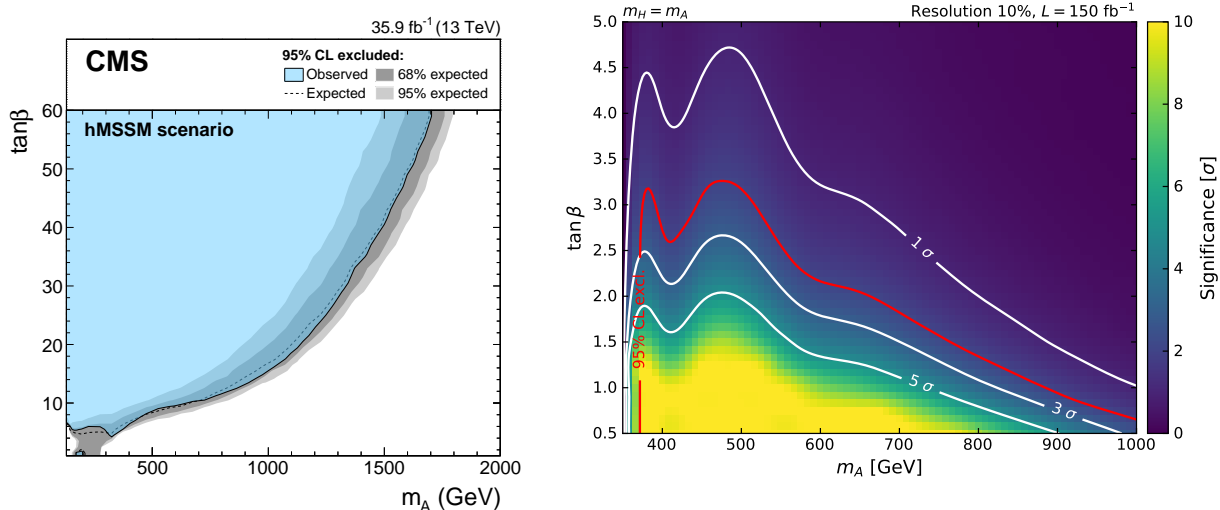 35.9 fb⁻¹ (13 TeV)
CMS
95% CL excluded:
Observed
68% expected
Expected
95% expected
hMSSM scenario
tanβ
60
50
40
30
20
10
500
1000
1500
2000
m_A (GeV)
m_H = m_A
Resolution 10%, L = 150 fb⁻¹
5.0
4.5
4.0
3.5
3.0
2.5
2.0
1.5
1.0
0.5
tan β
1 σ
95% CL excl.
5 σ
3 σ
400
500
600
700
800
900
1000
m_A [GeV]
10
8
6
4
2
0
Significance [σ]